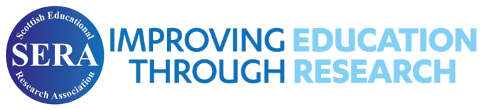 Scottish Educational
SERA
Research Association
IMPROVING EDUCATION
THROUGH RESEARCH